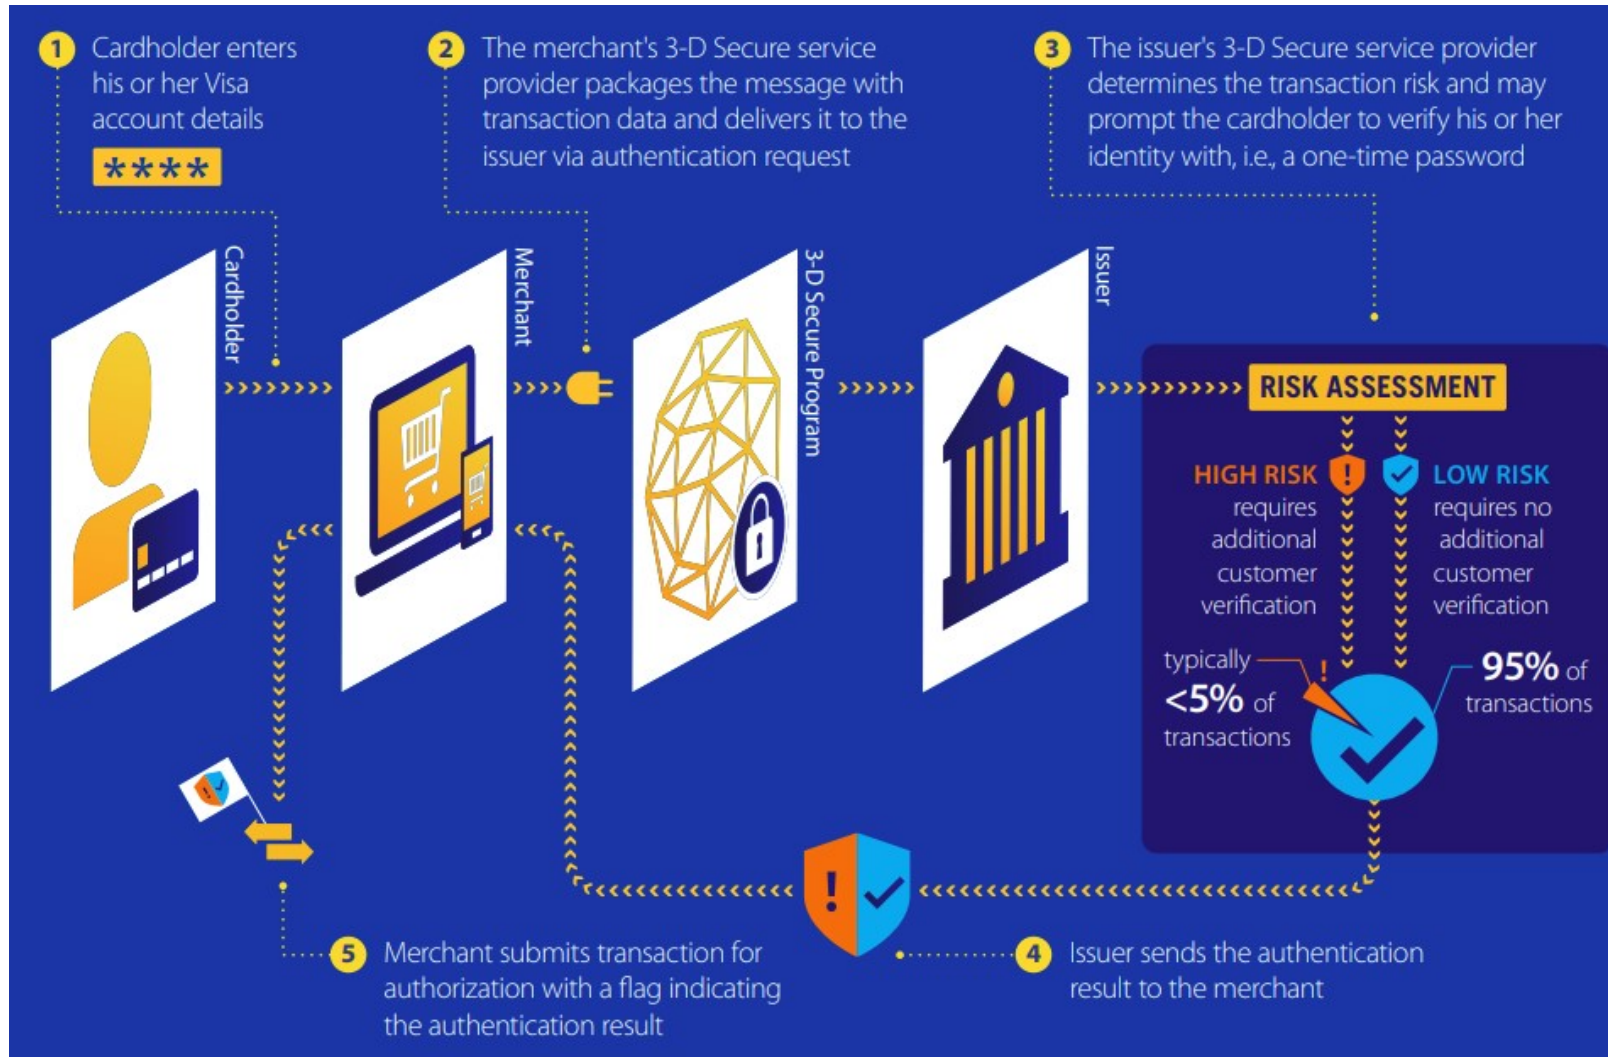 1
Cardholder enters
his or her Visa
account details
****
2
The merchant's 3-D Secure service
provider packages the message with
transaction data and delivers it to the
issuer via authentication request
3
The issuer's 3-D Secure service provider
determines the transaction risk and may
prompt the cardholder to verify his or her
identity with, i.e., a one-time password
Cardholder
Merchant
3-D Secure Program
Issuer
RISK ASSESSMENT
HIGH RISK !
requires
additional
customer
verification
LOW RISK
requires no
additional
customer
verification
typically
<5% of
transactions
!
95% of
transactions
!
!
4
Issuer sends the authentication
result to the merchant
5
Merchant submits transaction for
authorization with a flag indicating
the authentication result